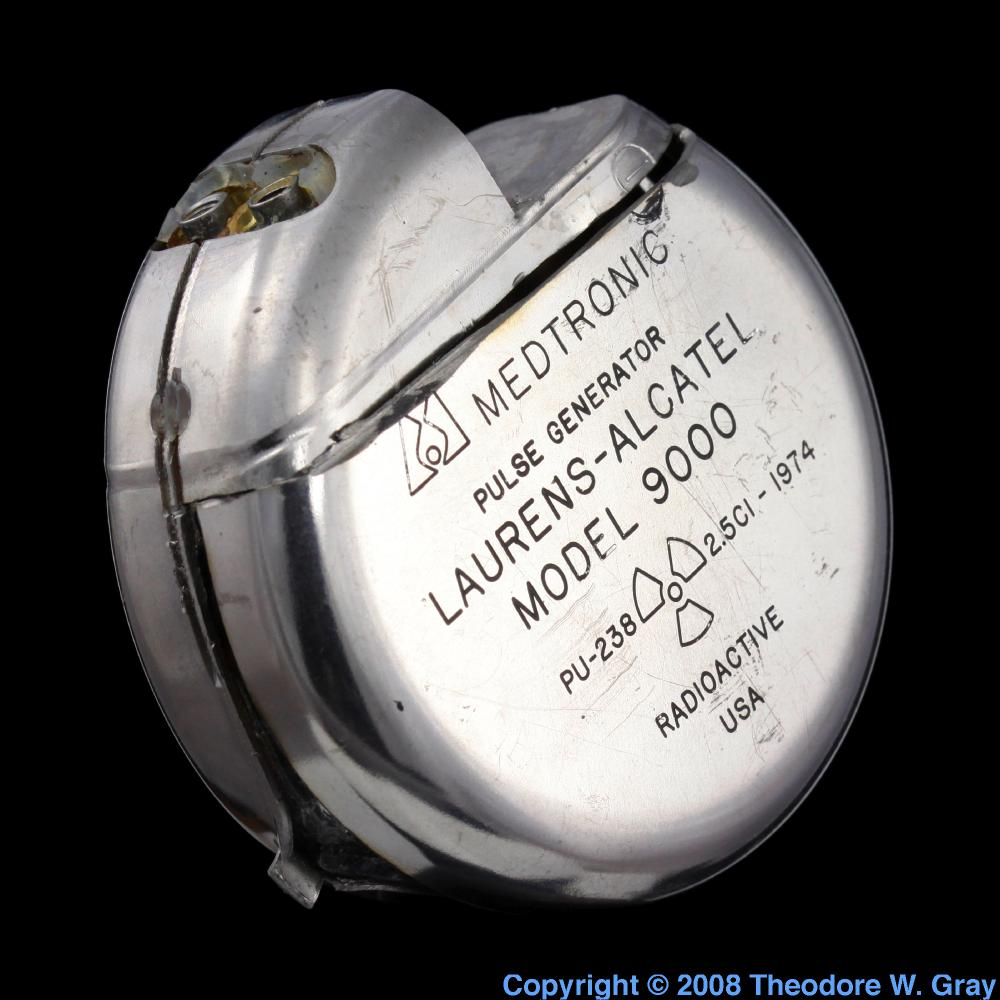 MEDTRONIC
PULSE GENERATOR
LAURENS-ALCATEL
MODEL 9000
PU-238 2.5CI - 1974
RADIOACTIVE
USA
Copyright © 2008 Theodore W. Gray